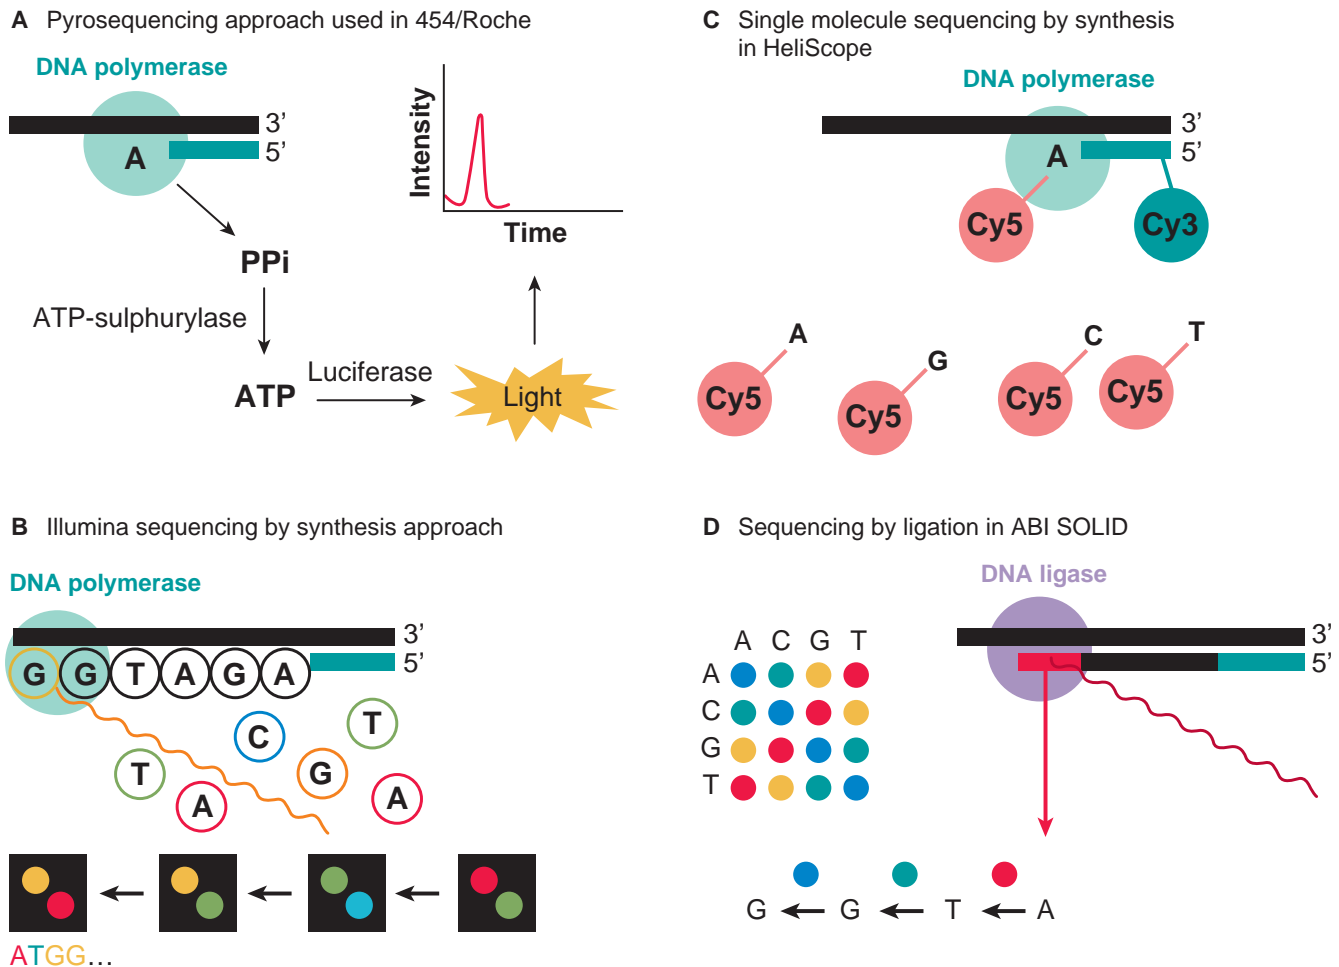 A Pyrosequencing approach used in 454/Roche
DNA polymerase
3’
A
5’
PPi
ATP-sulphurylase
ATP
Luciferase
Light
Intensity
Time
B Illumina sequencing by synthesis approach
DNA polymerase
3’
G G T A G A
5’
C T
T G
A A
ATGG...
C Single molecule sequencing by synthesis
in HeliScope
DNA polymerase
3’
A
5’
Cy5 Cy3
A G C T
Cy5 Cy5 Cy5 Cy5
D Sequencing by ligation in ABI SOLID
DNA ligase
3’
5’
A C G T
A
C
G
T
G G T A